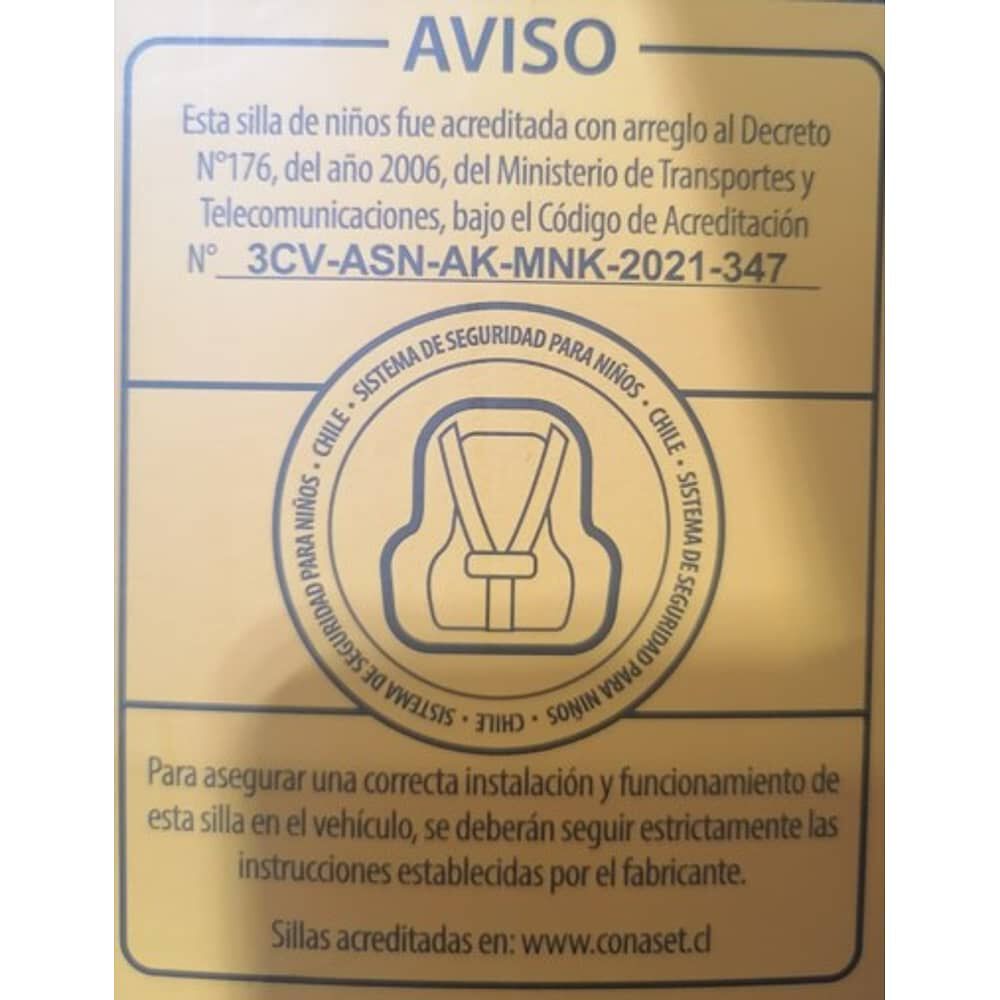 AVISO
Esta silla de niños fue acreditada con arreglo al Decreto
N°176, del año 2006, del Ministerio de Transportes y
Telecomunicaciones, bajo el Código de Acreditación
N° 3CV-ASN-AK-MNK-2021-347
SISTEMA DE SEGURIDAD PARA NIÑOS • CHILE • SISTEMA DE SEGURIDAD PARA NIÑOS • CHILE • SISTEMA DE SEGURIDAD PARA NIÑOS • CHILE •
Para asegurar una correcta instalación y funcionamiento de
esta silla en el vehículo, se deberán seguir estrictamente las
instrucciones establecidas por el fabricante.
Sillas acreditadas en: www.conaset.cl